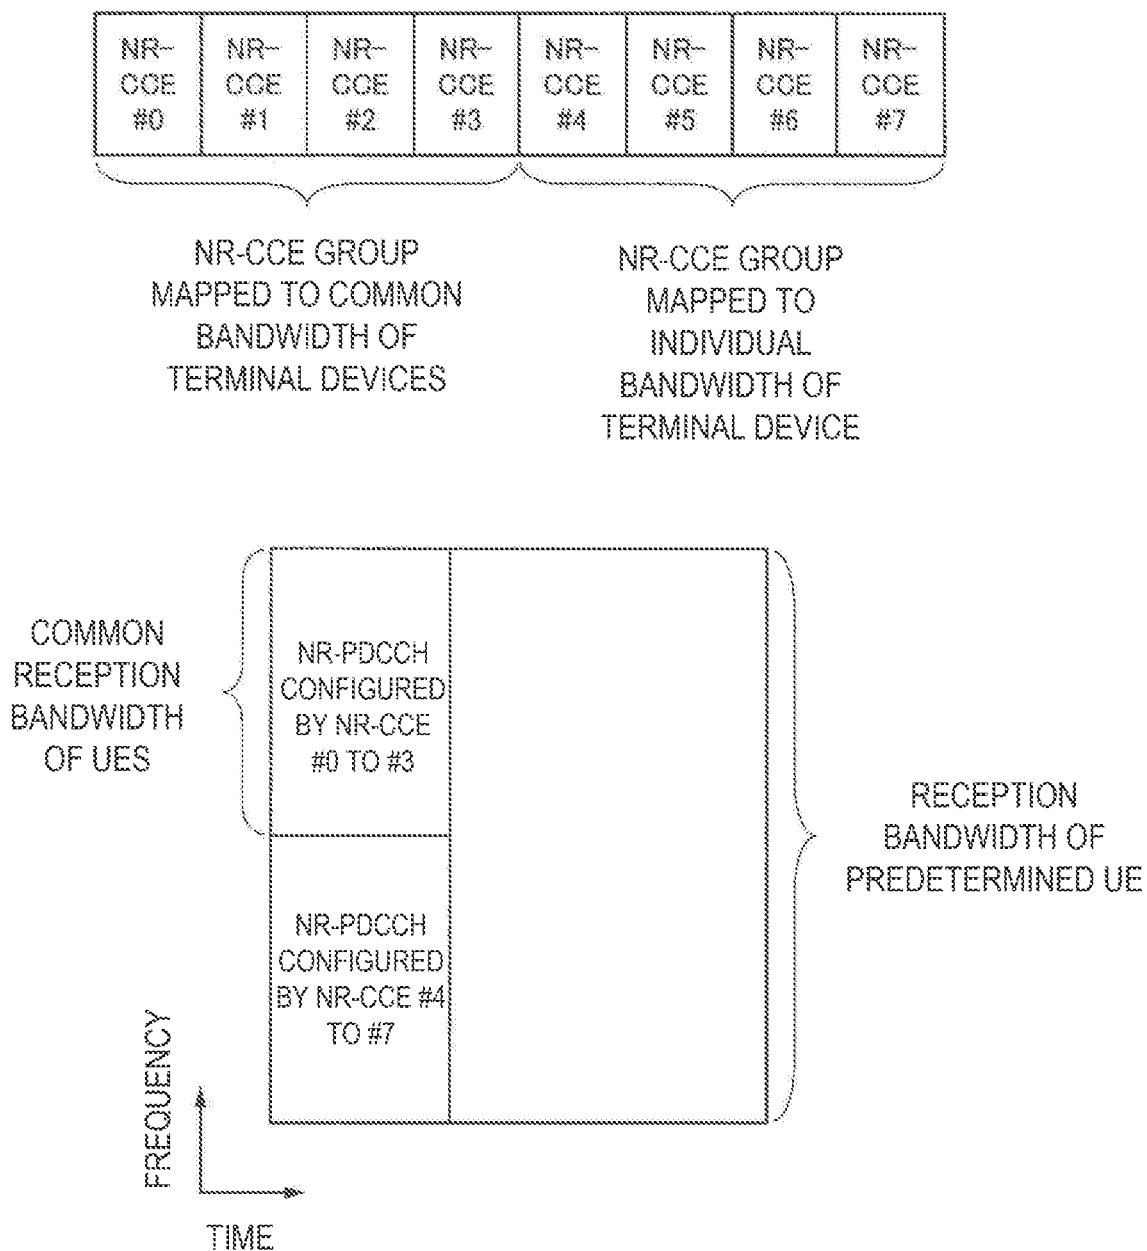 NR-
CCE
#0
NR-
CCE
#1
NR-
CCE
#2
NR-
CCE
#3
NR-
CCE
#4
NR-
CCE
#5
NR-
CCE
#6
NR-
CCE
#7
NR-CCE GROUP
MAPPED TO COMMON
BANDWIDTH OF
TERMINAL DEVICES
NR-CCE GROUP
MAPPED TO
INDIVIDUAL
BANDWIDTH OF
TERMINAL DEVICE
COMMON
RECEPTION
BANDWIDTH
OF UES
NR-PDCCH
CONFIGURED
BY NR-CCE
#0 TO #3
RECEPTION
BANDWIDTH OF
PREDETERMINED UE
NR-PDCCH
CONFIGURED
BY NR-CCE #4
TO #7
FREQUENCY
TIME